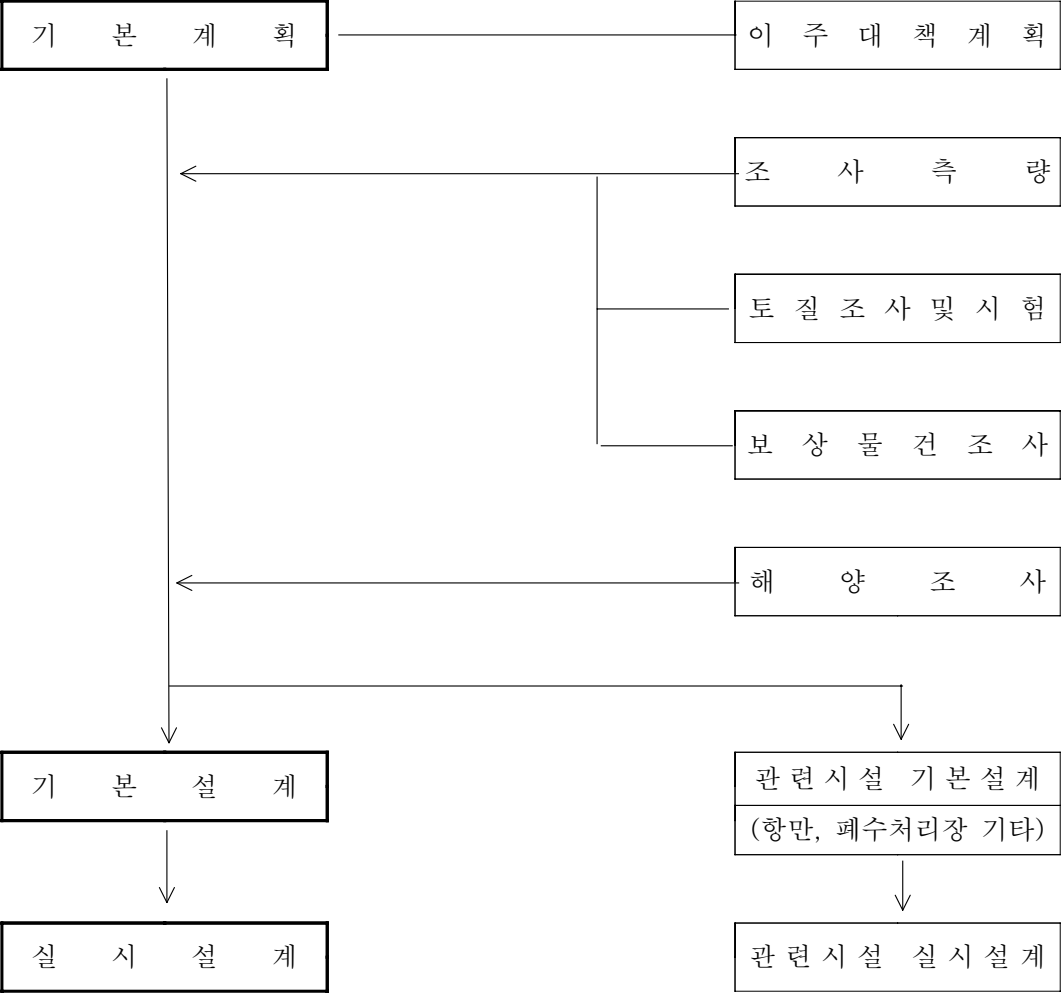 기 본 계 획
이 주 대 책 계 획
조 사 측 량
토 질 조 사 및 시 험
보 상 물 건 조 사
해 양 조 사
기 본 설 계
관 련 시 설 기 본 설 계
(항만, 폐수처리장 기타)
실 시 설 계
관 련 시 설 실 시 설 계